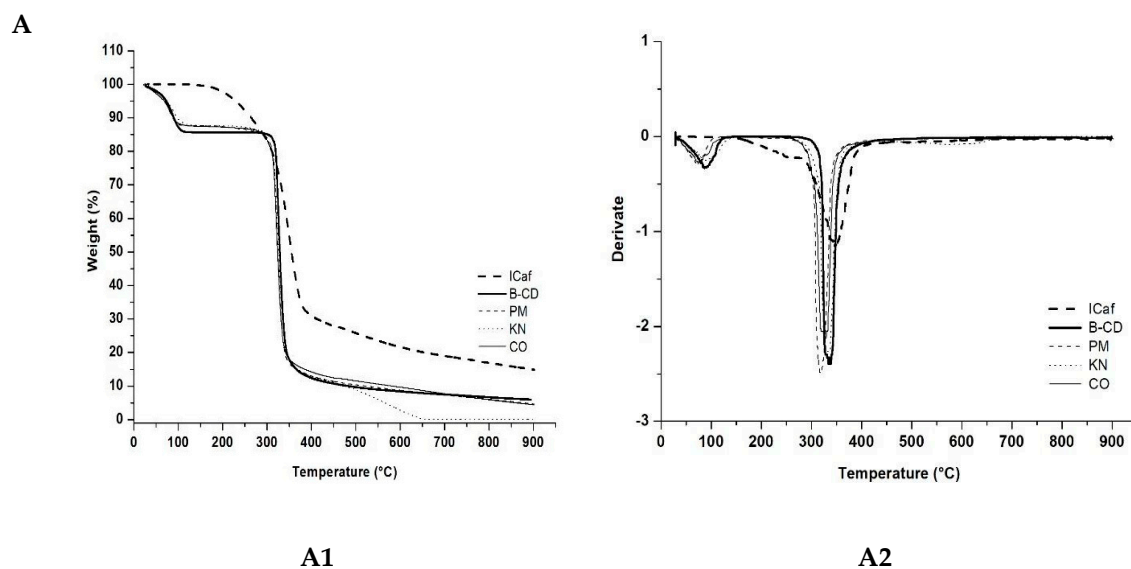 A
110
100
90
80
70
60
50
40
30
20
10
0
Weight (%)
0 100 200 300 400 500 600 700 800 900
Temperature (°C)
ICaf
B-CD
PM
KN
CO
A1
1
0
-1
-2
-3
Derivate
0 100 200 300 400 500 600 700 800 900
Temperature (°C)
ICaf
B-CD
PM
KN
CO
A2